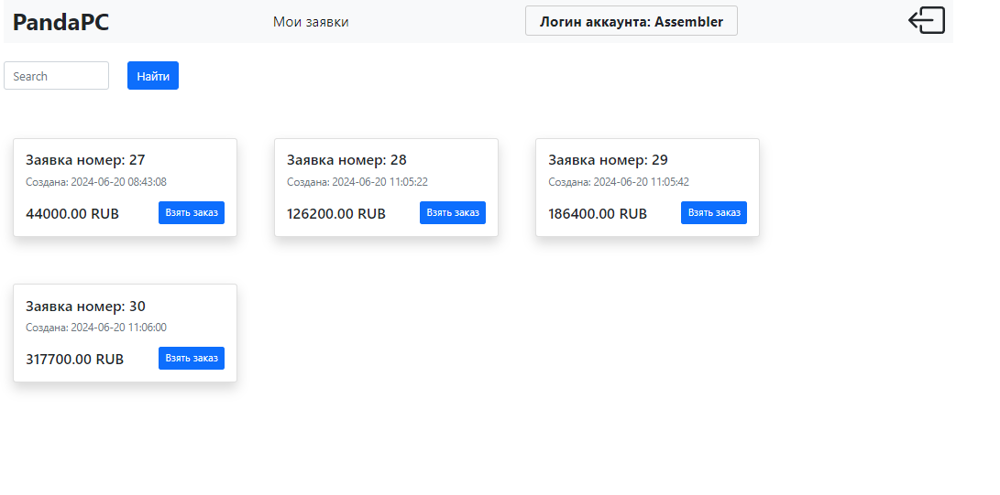 PandaPC
Мои заявки
Логин аккаунта: Assembler
Search
Найти
Заявка номер: 27
Создана: 2024-06-20 08:43:08
44000.00 RUB
Взять заказ
Заявка номер: 28
Создана: 2024-06-20 11:05:22
126200.00 RUB
Взять заказ
Заявка номер: 29
Создана: 2024-06-20 11:05:42
186400.00 RUB
Взять заказ
Заявка номер: 30
Создана: 2024-06-20 11:06:00
317700.00 RUB
Взять заказ